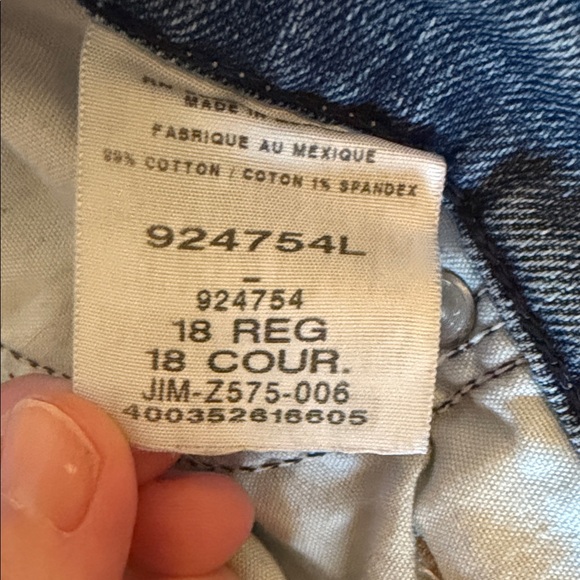 MADE IN
FABRIQUE AU MEXIQUE
99% COTTON / COTON 1% SPANDEX
924754L
-
924754
18 REG
18 COUR.
JIM-Z575-006
400352616605